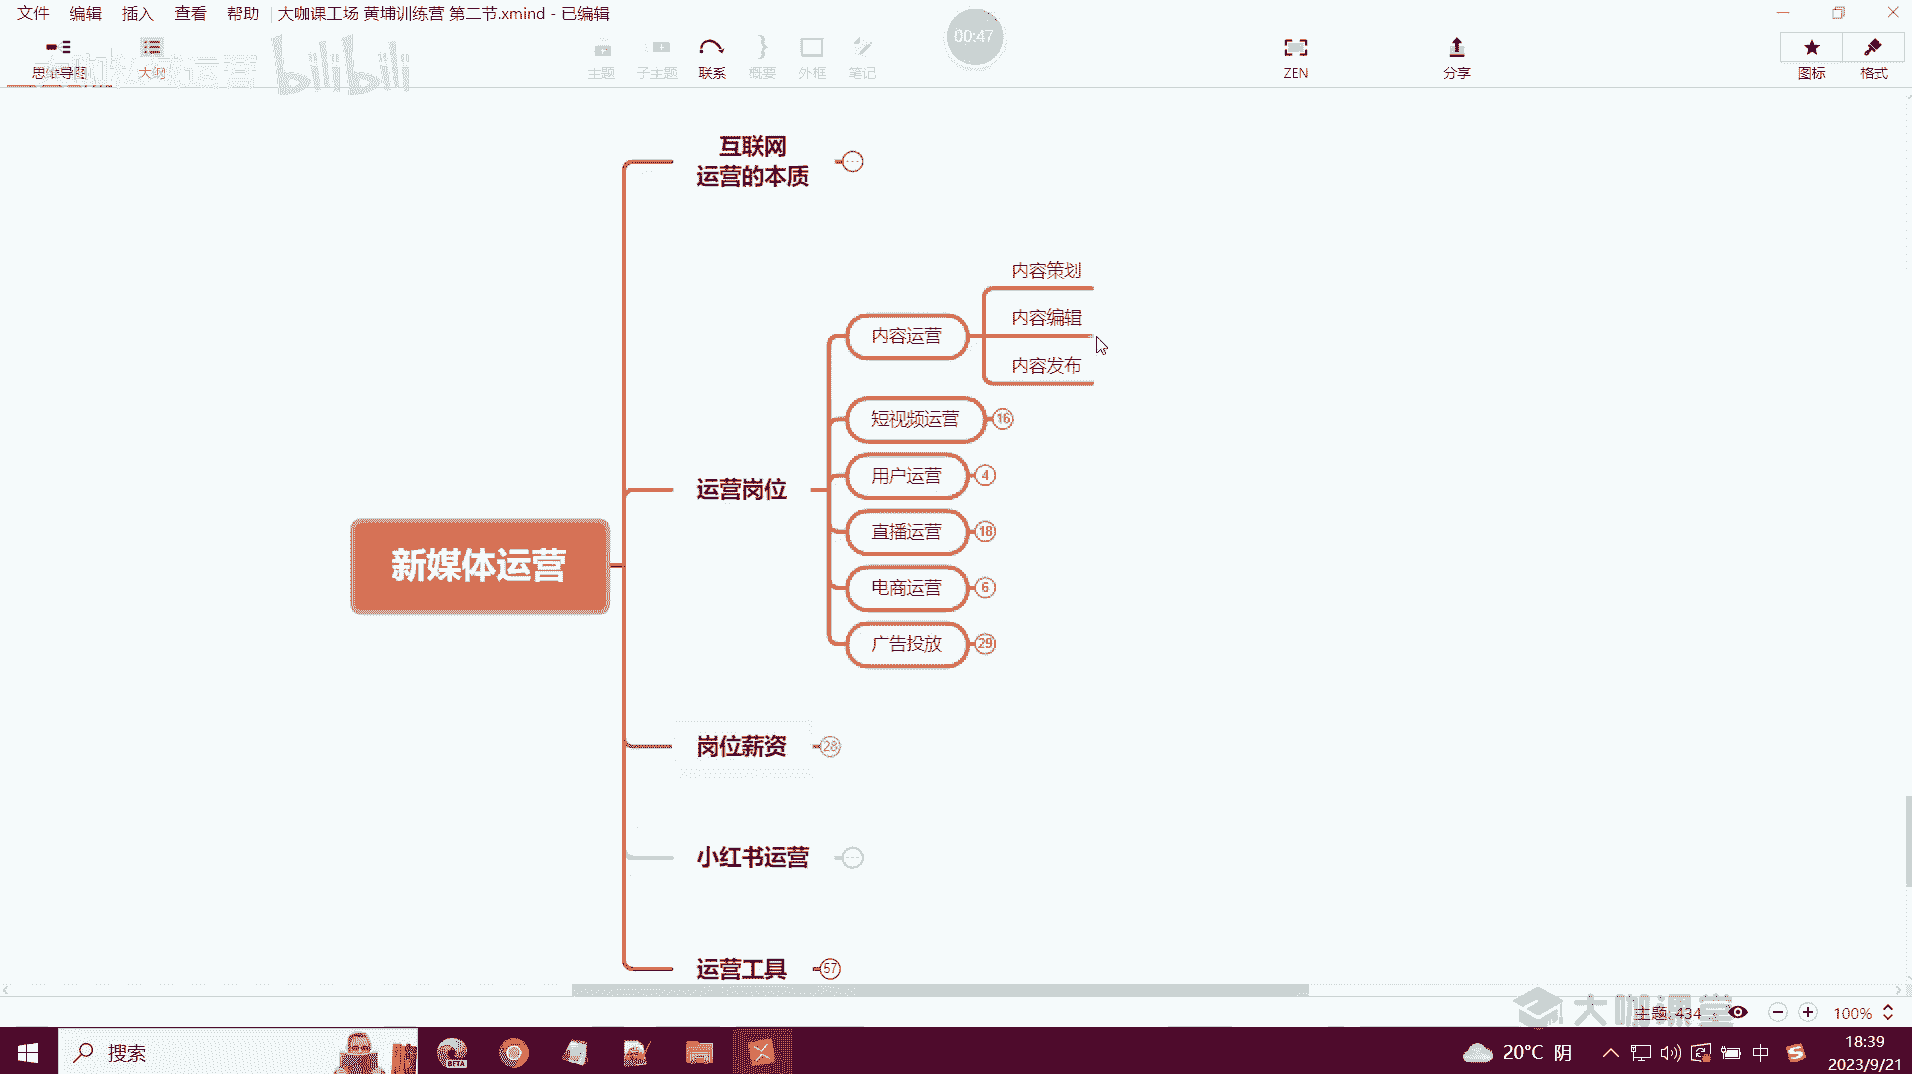 文件 编辑 插入 查看 帮助 大咖课工场 黄埔训练营 第二节.xmind - 已编辑
00:47
bilibili
思维导图 大纲 主题 子主题 联系 概要 外框 笔记 ZEN 分享 图标 格式
互联网
运营的本质
内容策划
内容编辑
内容发布
内容运营
短视频运营 16
用户运营 4
运营岗位
直播运营 18
新媒体运营
电商运营 6
广告投放 29
岗位薪资 28
小红书运营
运营工具 57
大咖课堂
主题: 434 100%
搜索
BETA
20°C 阴
中
18:39
2023/9/21